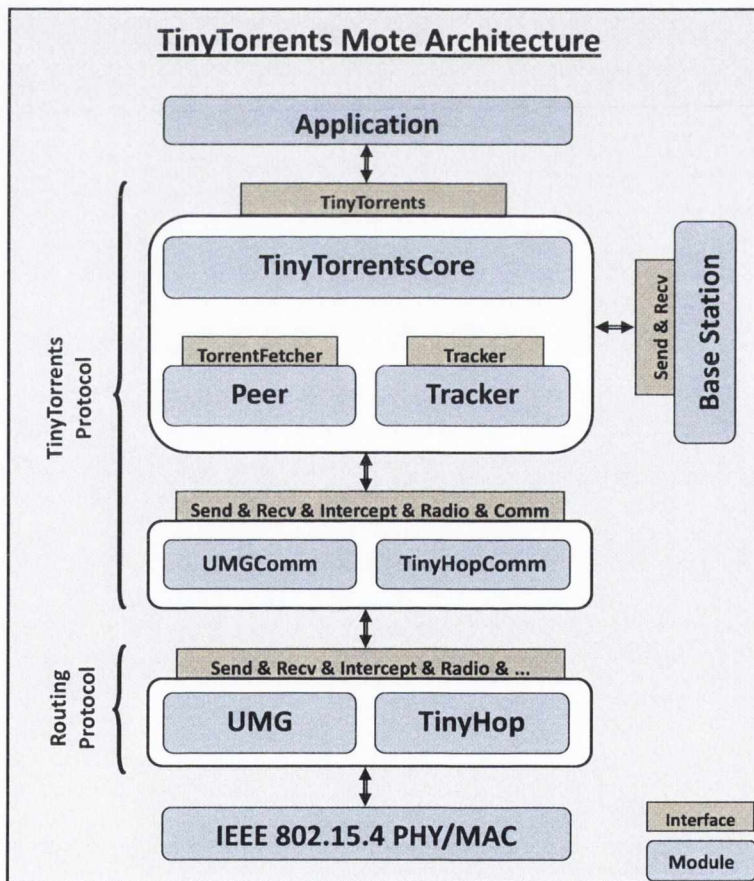 TinyTorrents Mote Architecture
Application
TinyTorrents
TinyTorrentsCore
TorrentFetcher
Tracker
Peer
Tracker
Send & Recv
Base Station
TinyTorrents
Protocol
Send & Recv & Intercept & Radio & Comm
UMGComm
TinyHopComm
Routing
Protocol
Send & Recv & Intercept & Radio & ...
UMG
TinyHop
IEEE 802.15.4 PHY/MAC
Interface
Module